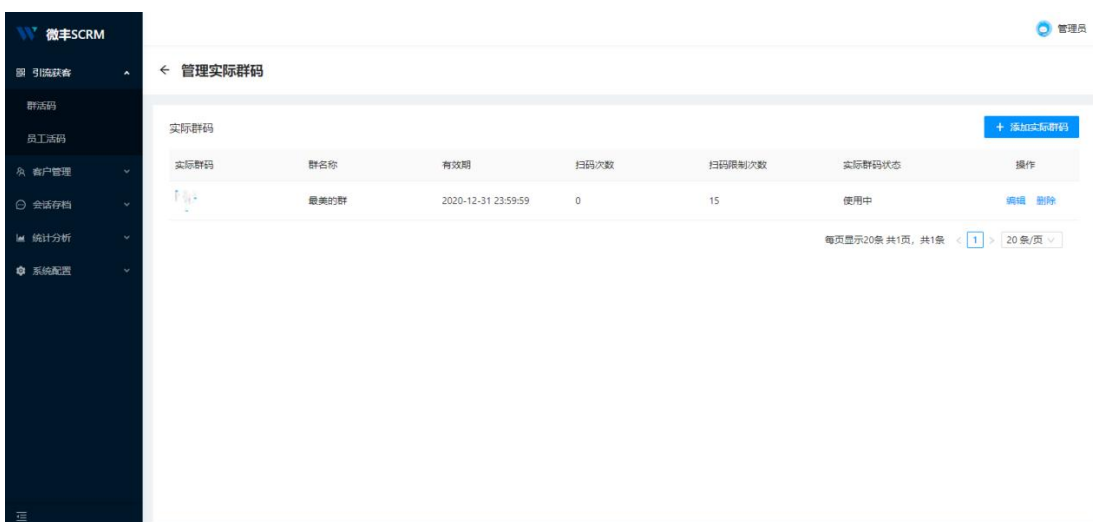 微丰SCRM
管理员
引流获客
群活码
员工活码
客户管理
会话存档
统计分析
系统配置
管理实际群码
实际群码
+ 添加实际群码
实际群码 群名称 有效期 扫码次数 扫码限制次数 实际群码状态 操作
最美的群 2020-12-31 23:59:59 0 15 使用中 编辑 删除
每页显示20条 共1页, 共1条 < 1 > 20 条/页